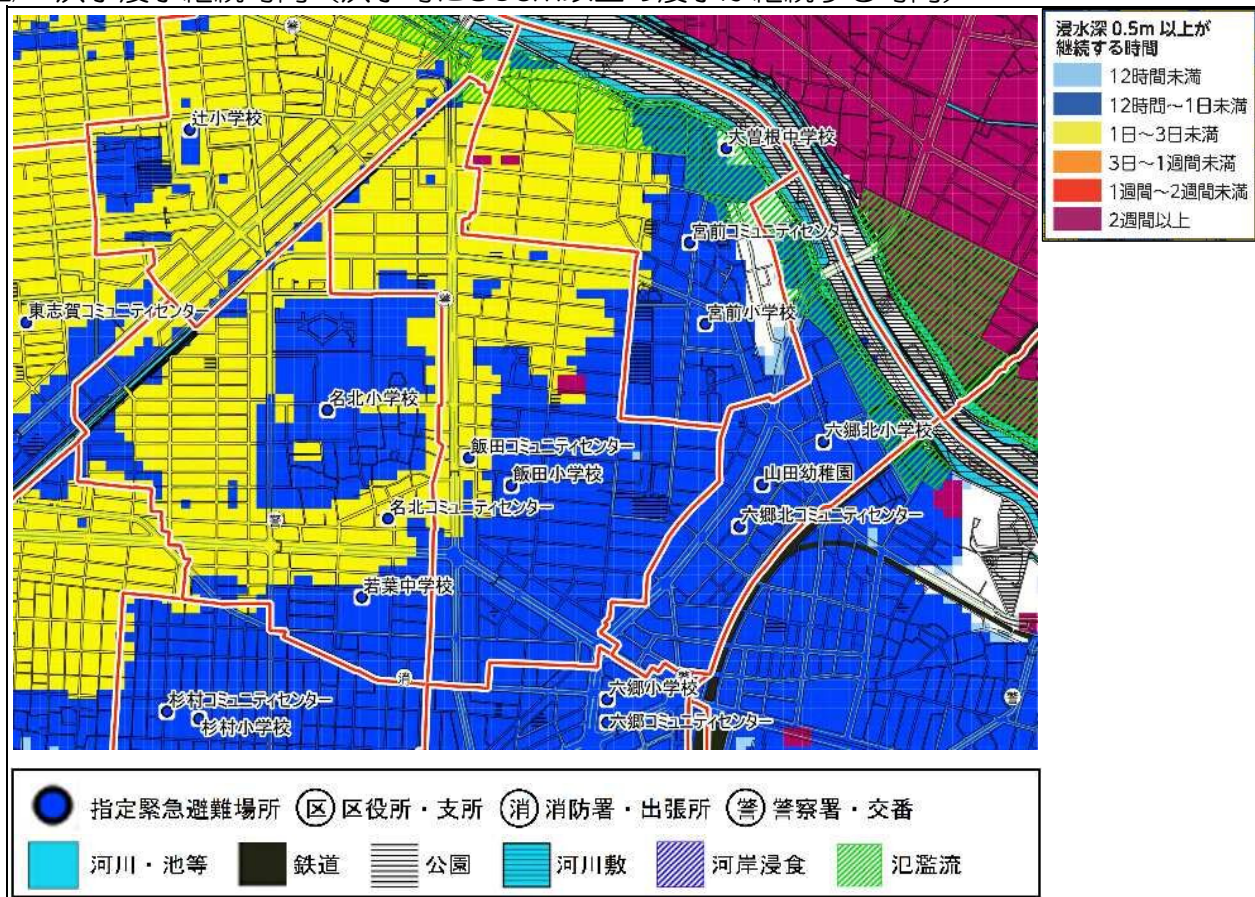 浸水深 0.5m 以上が
継続する時間
12時間未満
12時間～1日未満
1日～3日未満
3日～1週間未満
1週間～2週間未満
2週間以上
警
辻小学校
大曽根中学校
宮前コミュニティセンター
東志賀コミュニティセンター
警
宮前小学校
名北小学校
六郷北小学校
飯田コミュニティセンター
飯田小学校
山田幼稚園
名北コミュニティセンター
警
六郷北コミュニティセンター
若葉中学校
消
警
六郷小学校
警
杉村コミュニティセンター
杉村小学校
六郷コミュニティセンター
指定緊急避難場所 区 区役所・支所 消 消防署・出張所 警 警察署・交番
河川・池等 鉄道 公園 河川敷 河岸浸食 氾濫流